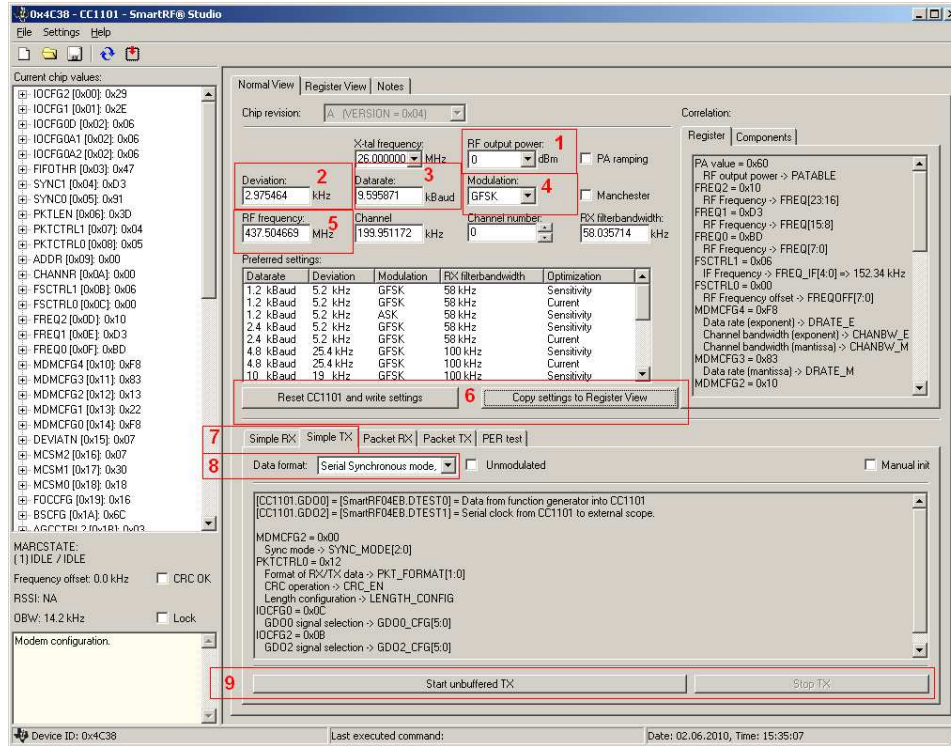 0x4C38 - CC1101 - SmartRF® Studio
File Settings Help
Current chip values:
IOCFG2 [0x00]: 0x29
IOCFG1 [0x01]: 0x2E
IOCFG0D [0x02]: 0x06
IOCFG0A1 [0x02]: 0x06
IOCFG0A2 [0x02]: 0x06
FIFOTHR [0x03]: 0x47
SYNC1 [0x04]: 0xD3
SYNC0 [0x05]: 0x91
PKTLEN [0x06]: 0x3D
PKTCTRL1 [0x07]: 0x04
PKTCTRL0 [0x08]: 0x05
ADDR [0x09]: 0x00
CHANNR [0x0A]: 0x00
FSCTRL1 [0x0B]: 0x06
FSCTRL0 [0x0C]: 0x00
FREQ2 [0x0D]: 0x10
FREQ1 [0x0E]: 0xD3
FREQ0 [0x0F]: 0xBD
MDMCFG4 [0x10]: 0xF8
MDMCFG3 [0x11]: 0x83
MDMCFG2 [0x12]: 0x13
MDMCFG1 [0x13]: 0x22
MDMCFG0 [0x14]: 0xF8
DEVIATN [0x15]: 0x07
MCSM2 [0x16]: 0x07
MCSM1 [0x17]: 0x30
MCSM0 [0x18]: 0x18
FOCCFG [0x19]: 0x16
BSCFG [0x1A]: 0x6C
AGCCTRL2 [0x1B]: 0x03
MARCSTATE:
(1) IDLE / IDLE
Frequency offset: 0.0 kHz CRC OK
RSSI: NA
OBW: 14.2 kHz Lock
Modem configuration.
Normal View Register View Notes
Chip revision: A (VERSION = 0x04)
X-tal frequency: RF output power: 1
26.000000 MHz 0 dBm PA ramping
Deviation: 2 Datarate: 3 Modulation: 4
2.975464 kHz 9.595871 kBaud GFSK Manchester
RF frequency: 5 Channel Channel number: RX filterbandwidth:
437.504669 MHz 199.951172 kHz 0 58.035714 kHz
Preferred settings:
Datarate Deviation Modulation RX filterbandwidth Optimization
1.2 kBaud 5.2 kHz GFSK 58 kHz Sensitivity
1.2 kBaud 5.2 kHz GFSK 58 kHz Current
1.2 kBaud 5.2 kHz ASK 58 kHz Sensitivity
2.4 kBaud 5.2 kHz GFSK 58 kHz Sensitivity
2.4 kBaud 5.2 kHz GFSK 58 kHz Current
4.8 kBaud 25.4 kHz GFSK 100 kHz Sensitivity
4.8 kBaud 25.4 kHz GFSK 100 kHz Current
10 kBaud 19 kHz GFSK 100 kHz Sensitivity
Reset CC1101 and write settings 6 Copy settings to Register View
Correlation:
Register Components
PA value = 0x60
RF output power -> PATABLE
FREQ2 = 0x10
RF Frequency -> FREQ[23:16]
FREQ1 = 0xD3
RF Frequency -> FREQ[15:8]
FREQ0 = 0xBD
RF Frequency -> FREQ[7:0]
FSCTRL1 = 0x06
IF Frequency -> FREQ_IF[4:0] => 152.34 kHz
FSCTRL0 = 0x00
RF Frequency offset -> FREQOFF[7:0]
MDMCFG4 = 0xF8
Data rate (exponent) -> DRATE_E
Channel bandwidth (exponent) -> CHANBW_E
Channel bandwidth (mantissa) -> CHANBW_M
MDMCFG3 = 0x83
Data rate (mantissa) -> DRATE_M
MDMCFG2 = 0x10
7 Simple RX Simple TX Packet RX Packet TX PER test
8 Data format: Serial Synchronous mode, Unmodulated Manual init
[CC1101.GDO0] = [SmartRF04EB.DTEST0] = Data from function generator into CC1101
[CC1101.GDO2] = [SmartRF04EB.DTEST1] = Serial clock from CC1101 to external scope.
MDMCFG2 = 0x00
Sync mode -> SYNC_MODE[2:0]
PKTCTRL0 = 0x12
Format of RX/TX data -> PKT_FORMAT[1:0]
CRC operation -> CRC_EN
Length configuration -> LENGTH_CONFIG
IOCFG0 = 0x0C
GDO0 signal selection -> GDO0_CFG[5:0]
IOCFG2 = 0x0B
GDO2 signal selection -> GDO2_CFG[5:0]
9 Start unbuffered TX Stop TX
Device ID: 0x4C38 Last executed command: Date: 02.06.2010, Time: 15:35:07